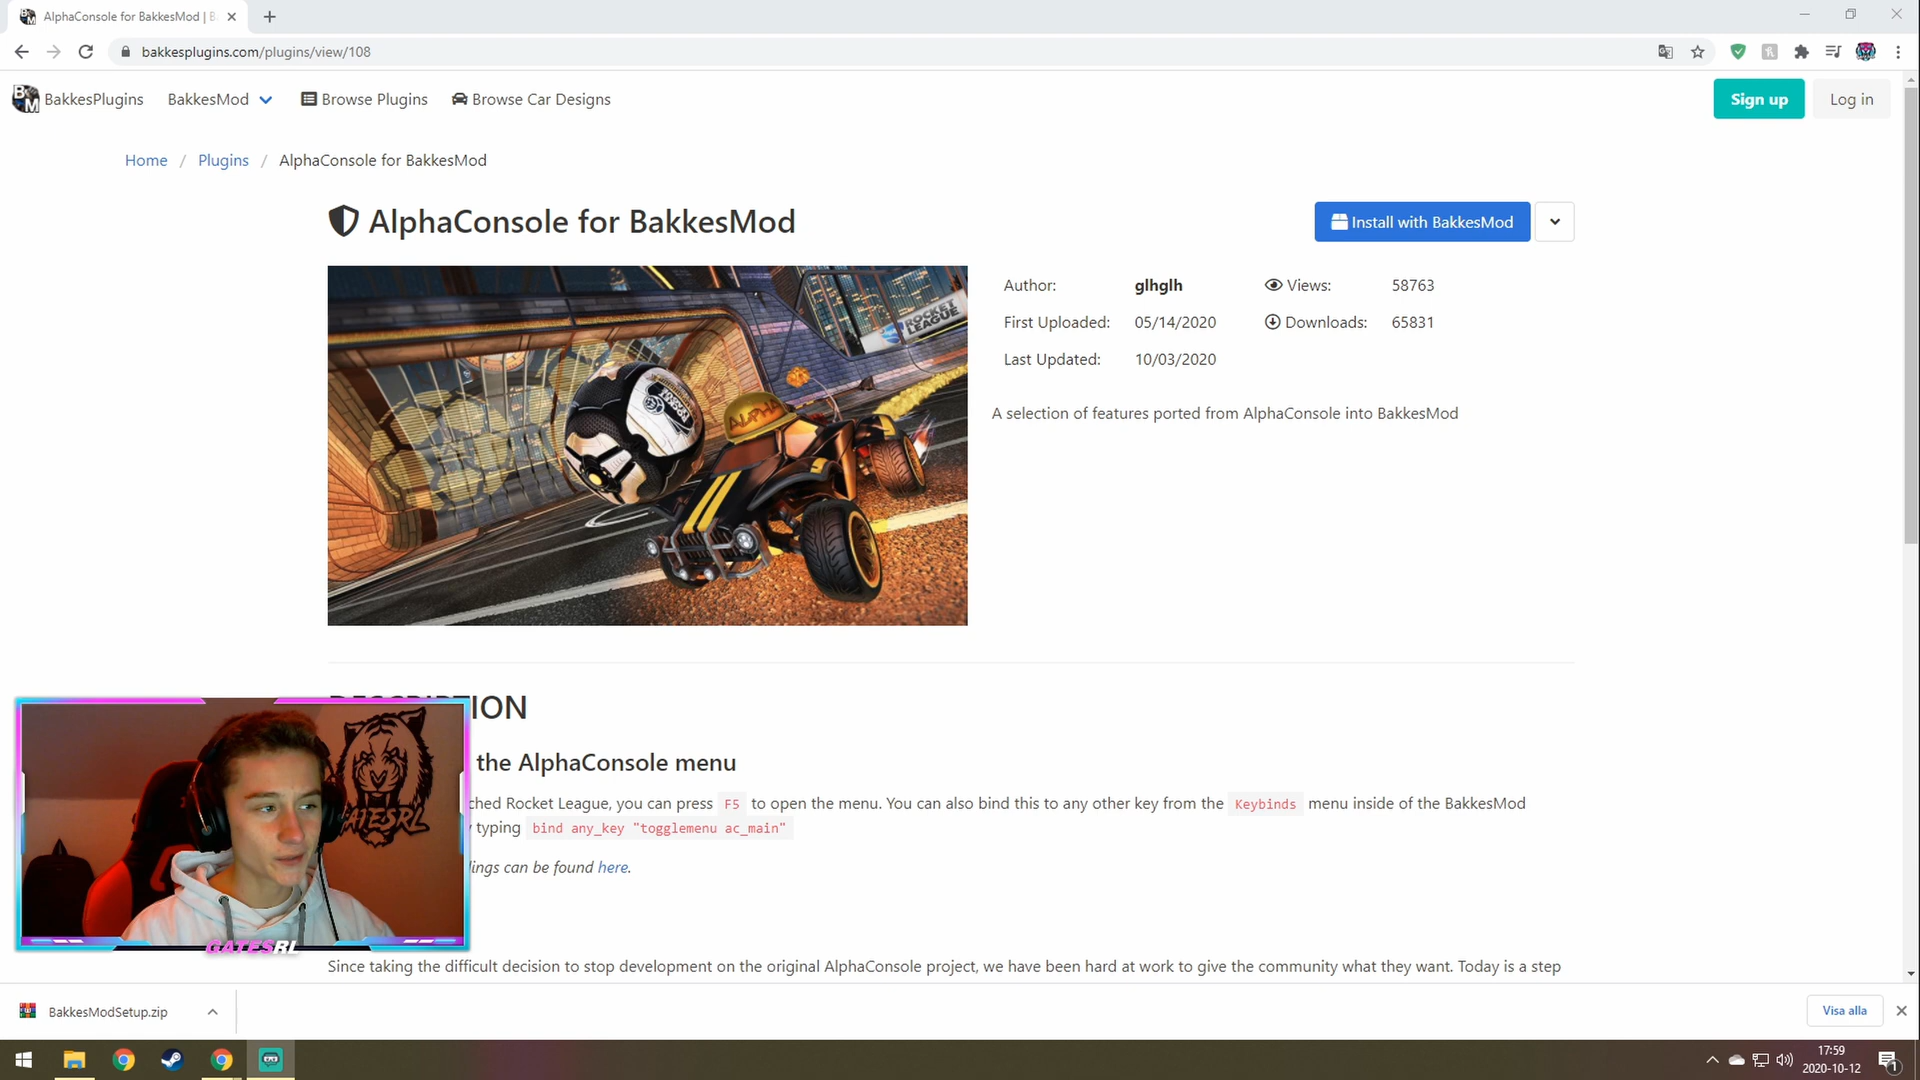 AlphaConsole for BakkesMod | B
bakkesplugins.com/plugins/view/108
BM BakkesPlugins BakkesMod Browse Plugins Browse Car Designs Sign up Log in
Home / Plugins / AlphaConsole for BakkesMod
AlphaConsole for BakkesMod
Install with BakkesMod
ROCKET LEAGUE
ALPHA
Author: glhglh Views: 58763
First Uploaded: 05/14/2020 Downloads: 65831
Last Updated: 10/03/2020
A selection of features ported from AlphaConsole into BakkesMod
ION
the AlphaConsole menu
ched Rocket League, you can press F5 to open the menu. You can also bind this to any other key from the Keybinds menu inside of the BakkesMod
typing bind any_key "togglemenu ac_main"
ings can be found here.
ATESRL
GATESRL
Since taking the difficult decision to stop development on the original AlphaConsole project, we have been hard at work to give the community what they want. Today is a step
BakkesModSetup.zip
Visa alla
17:59
2020-10-12
1